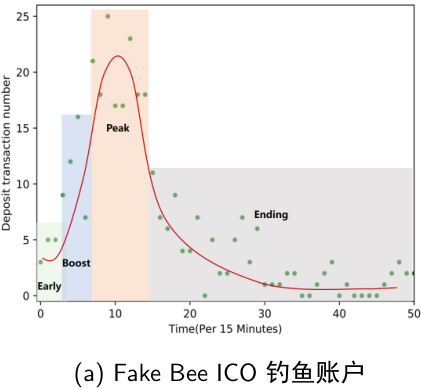 Deposit transaction number
25
20
15
10
5
0
Peak
Ending
Boost
Early
0 10 20 30 40 50
Time(Per 15 Minutes)
(a) Fake Bee ICO 钓鱼账户